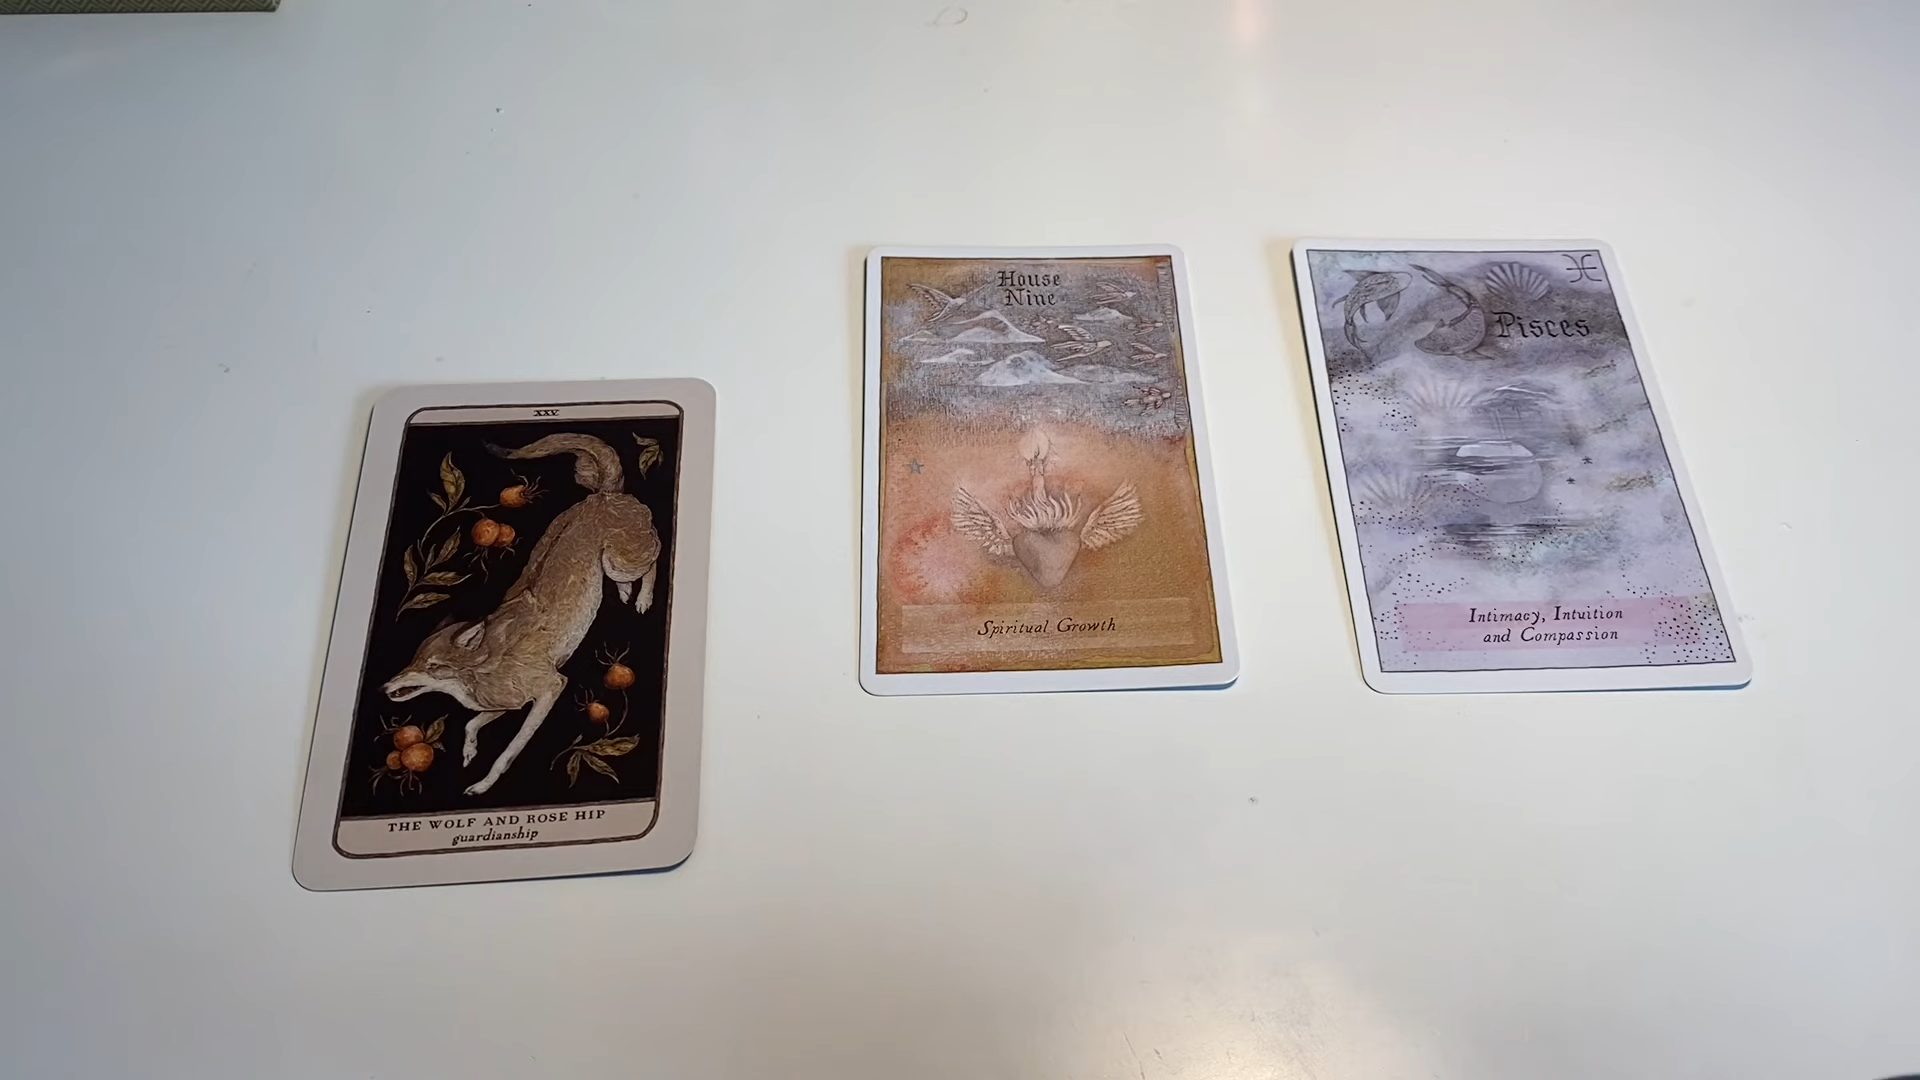 XXV.
THE WOLF AND ROSE HIP
guardianship
House
Nine
Spiritual Growth
Pisces
Intimacy, Intuition
and Compassion